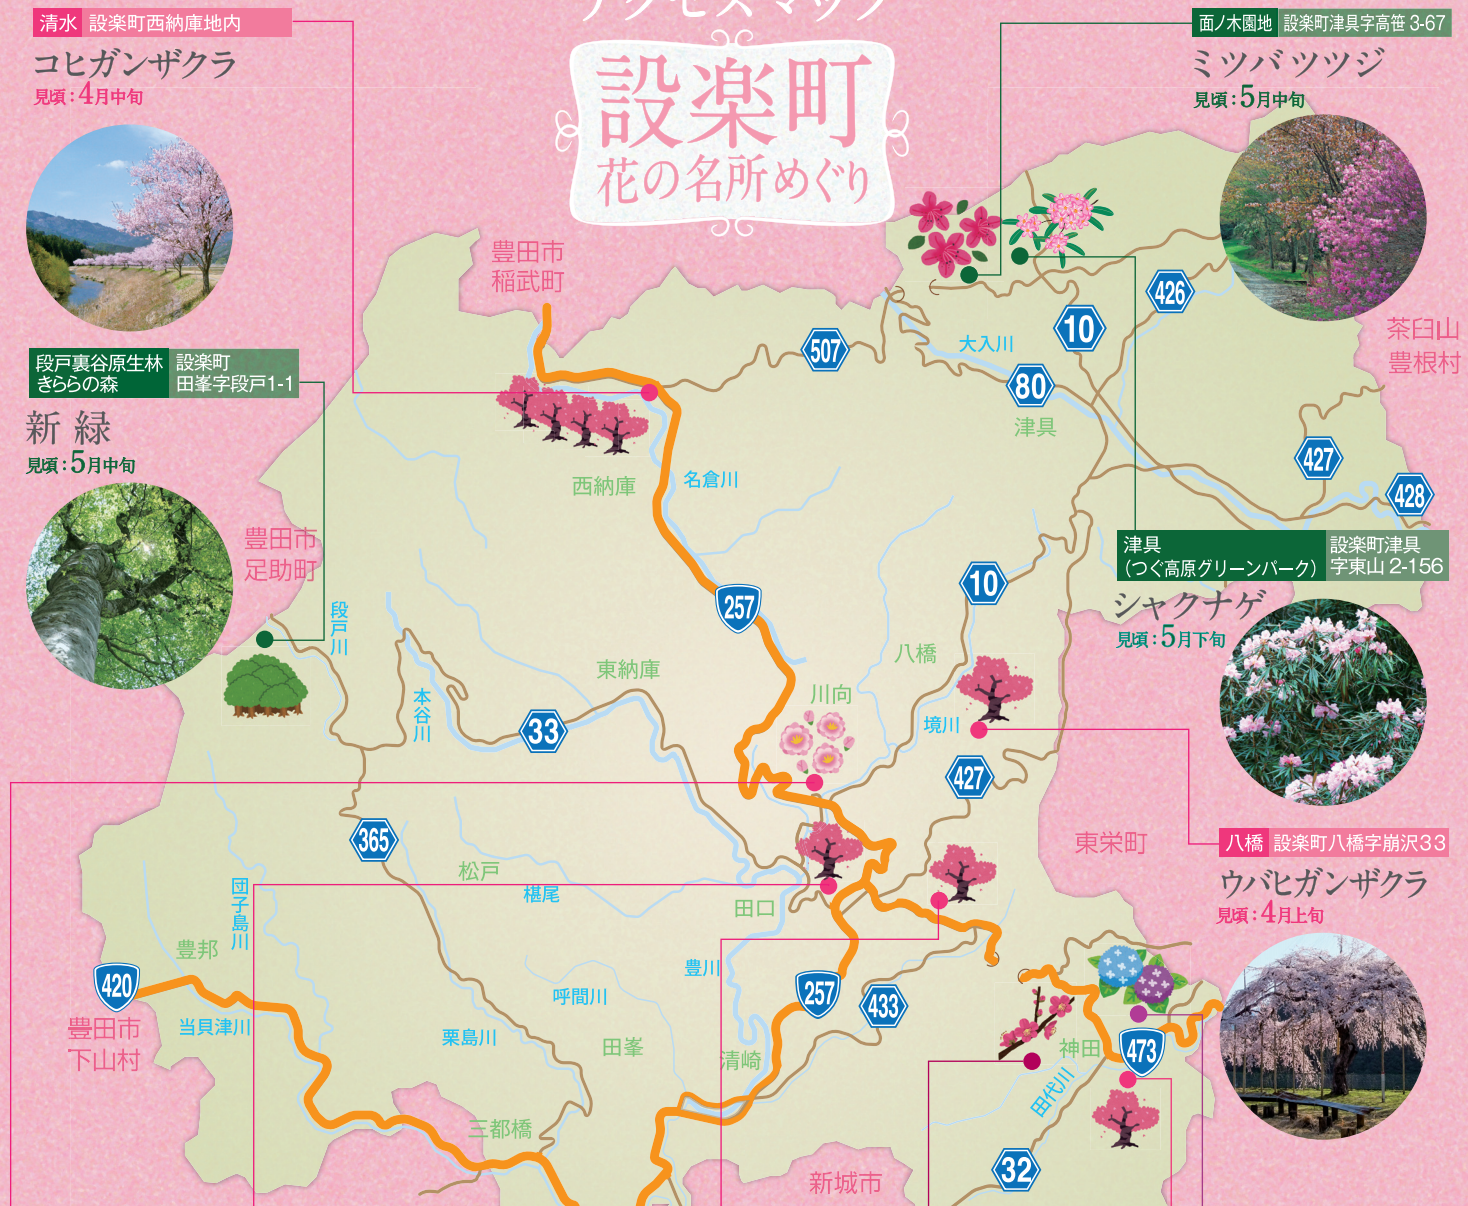 アクセスマップ
設楽町
花の名所めぐり
清水 設楽町西納庫地内
コヒガンザクラ
見頃：4月中旬
段戸裏谷原生林
きららの森
設楽町
田峯字段戸1-1
新緑
見頃：5月中旬
面ノ木園地 設楽町津具字高笹 3-67
ミツバツツジ
見頃：5月中旬
津具
（つぐ高原グリーンパーク）
設楽町津具
字東山 2-156
シャクナゲ
見頃：5月下旬
八橋 設楽町八橋字崩沢33
ウバヒガンザクラ
見頃：4月上旬
豊田市
稲武町
507
大入川
10
426
茶臼山
豊根村
80
津具
427
428
西納庫
名倉川
豊田市
足助町
段戸川
257
10
東納庫
八橋
本谷川
33
川向
境川
427
365
松戸
椹尾
東栄町
田口
団子島川
豊邦
420
豊田市
下山村
当貝津川
豊川
257
433
呼間川
栗島川
田峯
清崎
神田
473
田代川
三都橋
新城市
32